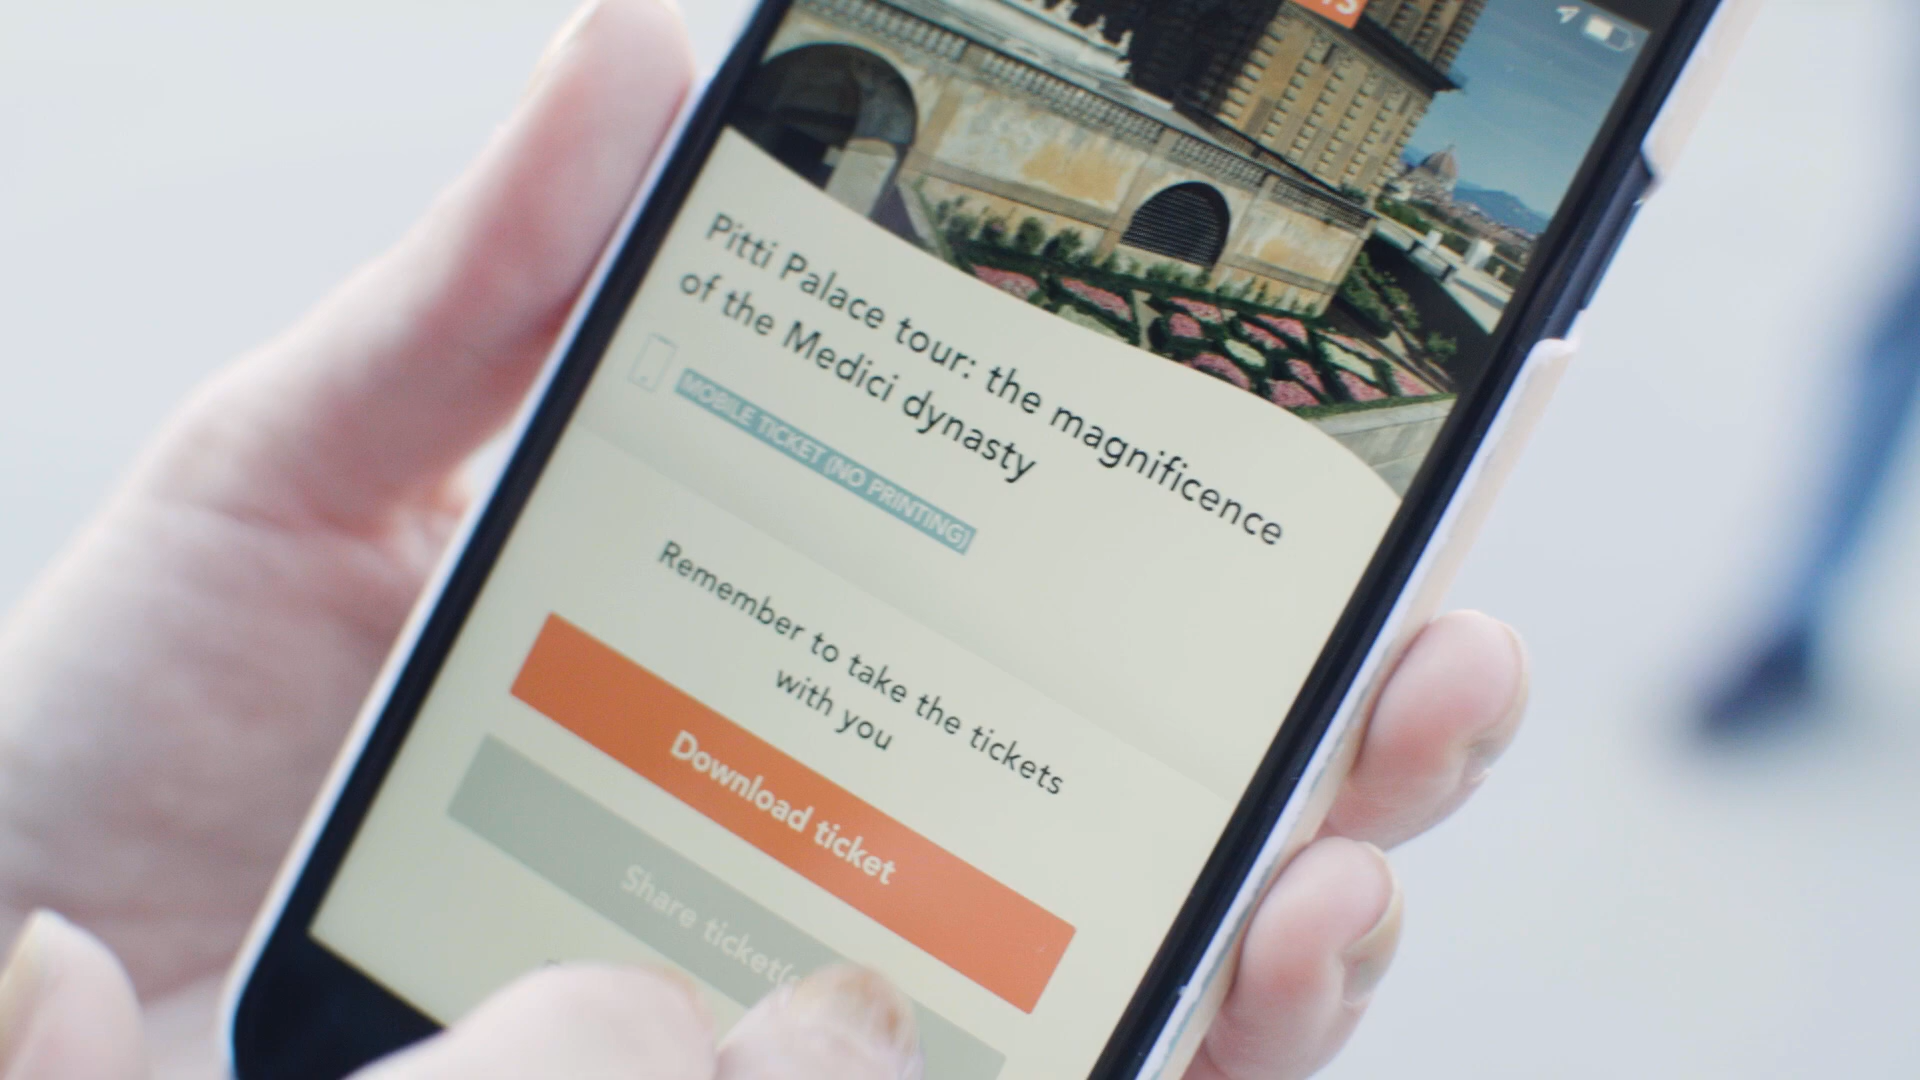 Pitti Palace tour: the magnificence
of the Medici dynasty
MOBILE TICKET (NO PRINTING)
Remember to take the tickets
with you
Download ticket
Share